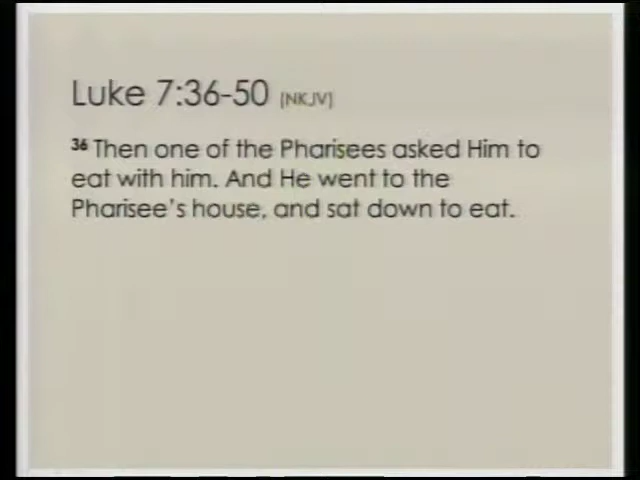 Luke 7:36-50 [NKJV]
36 Then one of the Pharisees asked Him to
eat with him. And He went to the
Pharisee's house, and sat down to eat.